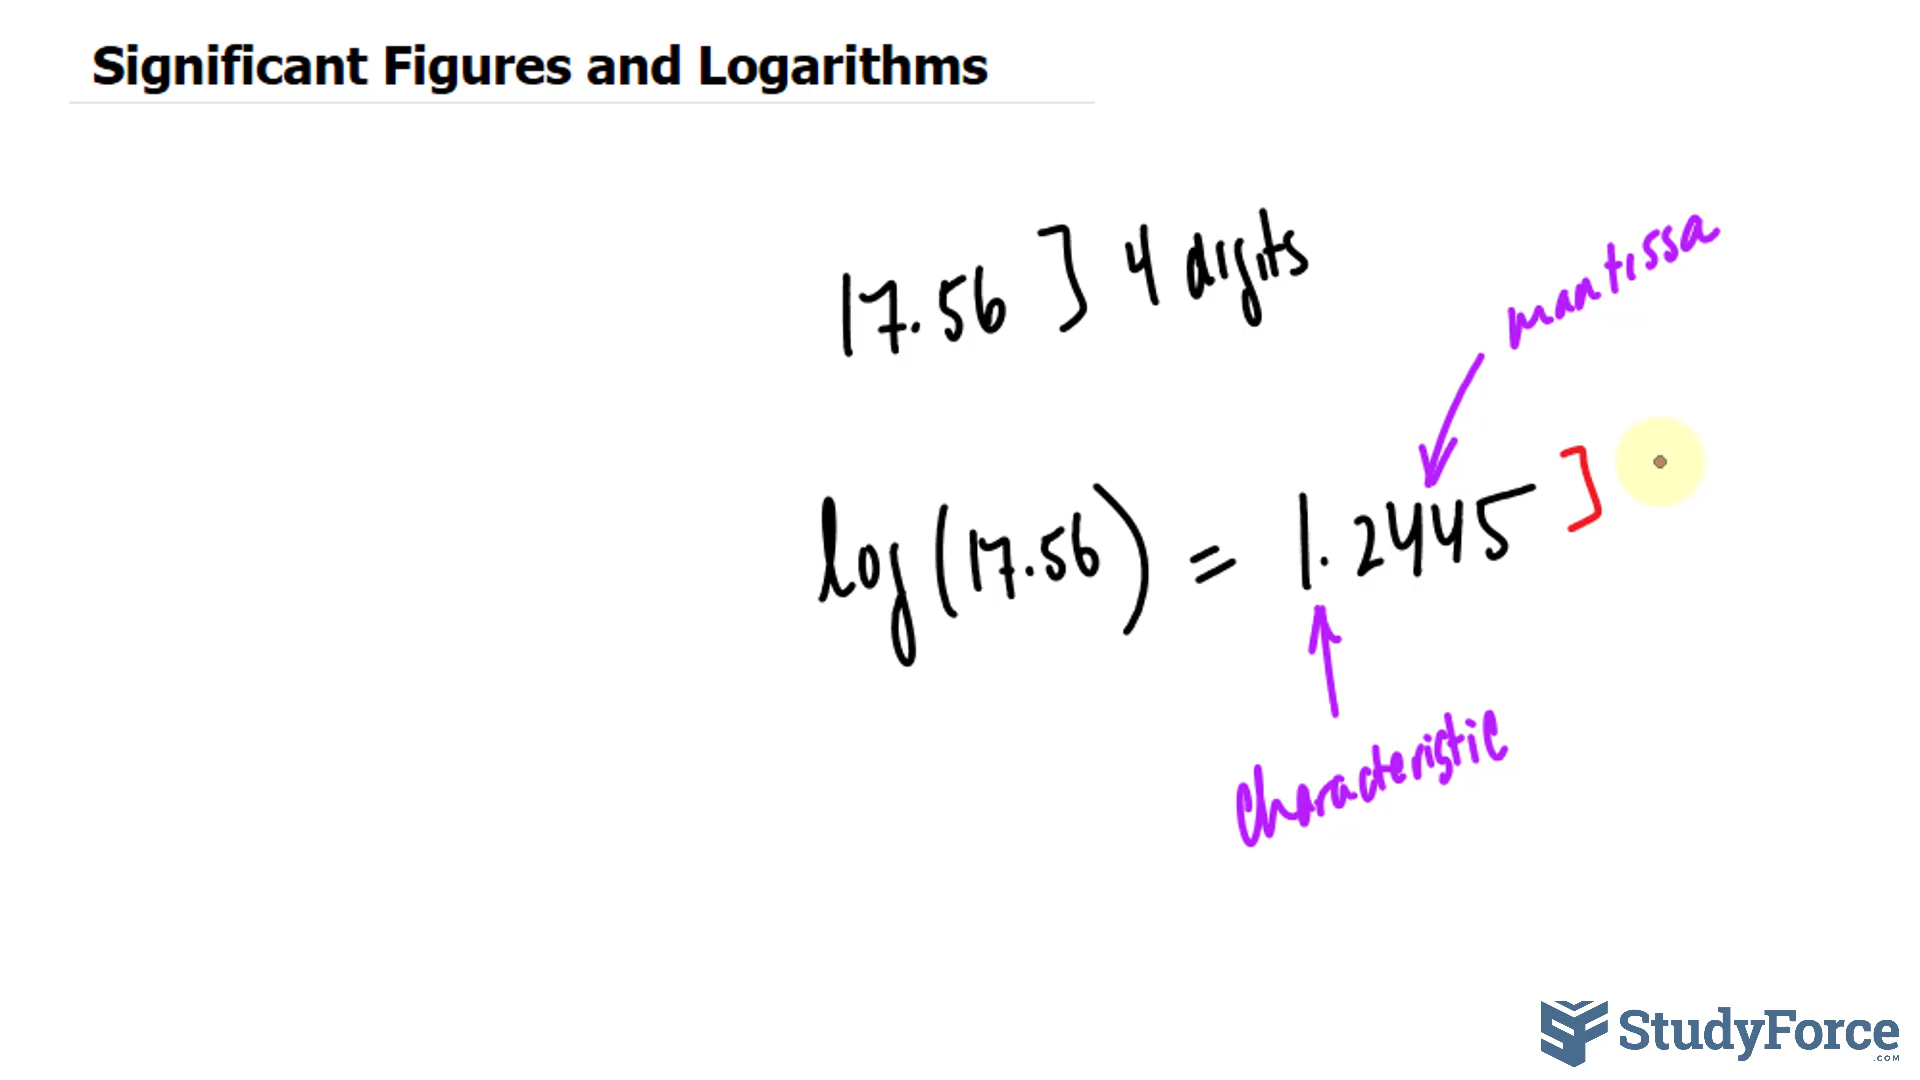 Significant Figures and Logarithms
17.56 ] 4 digits
mantissa
log(17.56) = 1.2445 ]
characteristic
StudyForce
.COM